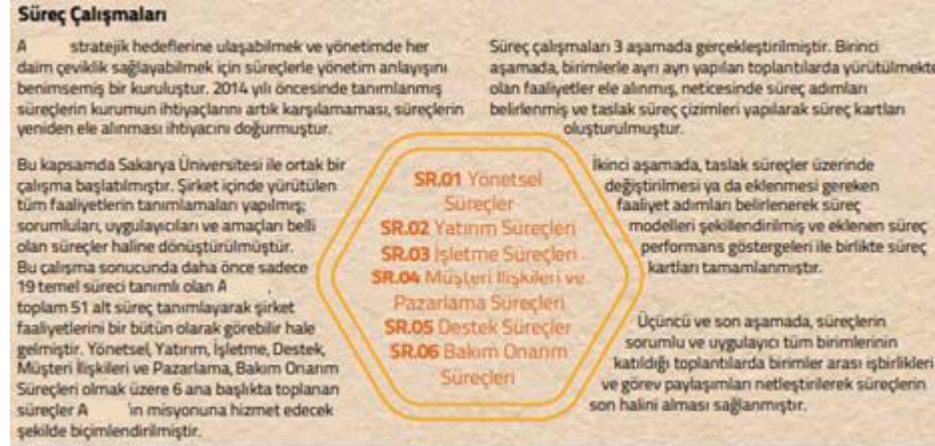 Süreç Çalışmaları
A stratejik hedeflerine ulaşabilmek ve yönetimde her
daim çeviklik sağlayabilmek için süreçlerle yönetim anlayışını
benimsemiş bir kuruluştur. 2014 yılı öncesinde tanımlanmış
süreçlerin kurumun ihtiyaçlarını artık karşılamaması, süreçlerin
yeniden ele alınması ihtiyacını doğurmuştur.
Bu kapsamda Sakarya Üniversitesi ile ortak bir
çalışma başlatılmıştır. Şirket içinde yürütülen
tüm faaliyetlerin tanımlamaları yapılmış;
sorumluları, uygulayıcıları ve amaçları belli
olan süreçler haline dönüştürülmüştür.
Bu çalışma sonucunda daha önce sadece
19 temel süreci tanımlı olan A ,
toplam 51 alt süreç tanımlayarak şirket
faaliyetlerini bir bütün olarak görebilir hale
gelmiştir. Yönetsel, Yatırım, İşletme, Destek,
Müşteri İlişkileri ve Pazarlama, Bakım Onarım
Süreçleri olmak üzere 6 ana başlıkta toplanan
süreçler A 'ın misyonuna hizmet edecek
şekilde biçimlendirilmiştir.
SR.01 Yönetsel
Süreçler
SR.02 Yatırım Süreçleri
SR.03 İşletme Süreçleri
SR.04 Müşteri İlişkileri ve
Pazarlama Süreçleri
SR.05 Destek Süreçler
SR.06 Bakım Onarım
Süreçleri
Süreç çalışmaları 3 aşamada gerçekleştirilmiştir. Birinci
aşamada, birimlerle ayrı ayrı yapılan toplantılarda yürütülmekte
olan faaliyetler ele alınmış, neticesinde süreç adımları
belirlenmiş ve taslak süreç çizimleri yapılarak süreç kartları
oluşturulmuştur.
İkinci aşamada, taslak süreçler üzerinde
değiştirilmesi ya da eklenmesi gereken
faaliyet adımları belirlenerek süreç
modelleri şekillendirilmiş ve eklenen süreç
performans göstergeleri ile birlikte süreç
kartları tamamlanmıştır.
Üçüncü ve son aşamada, süreçlerin
sorumlu ve uygulayıcı tüm birimlerinin
katıldığı toplantılarda birimler arası işbirlikleri
ve görev paylaşımları netleştirilerek süreçlerin
son halini alması sağlanmıştır.